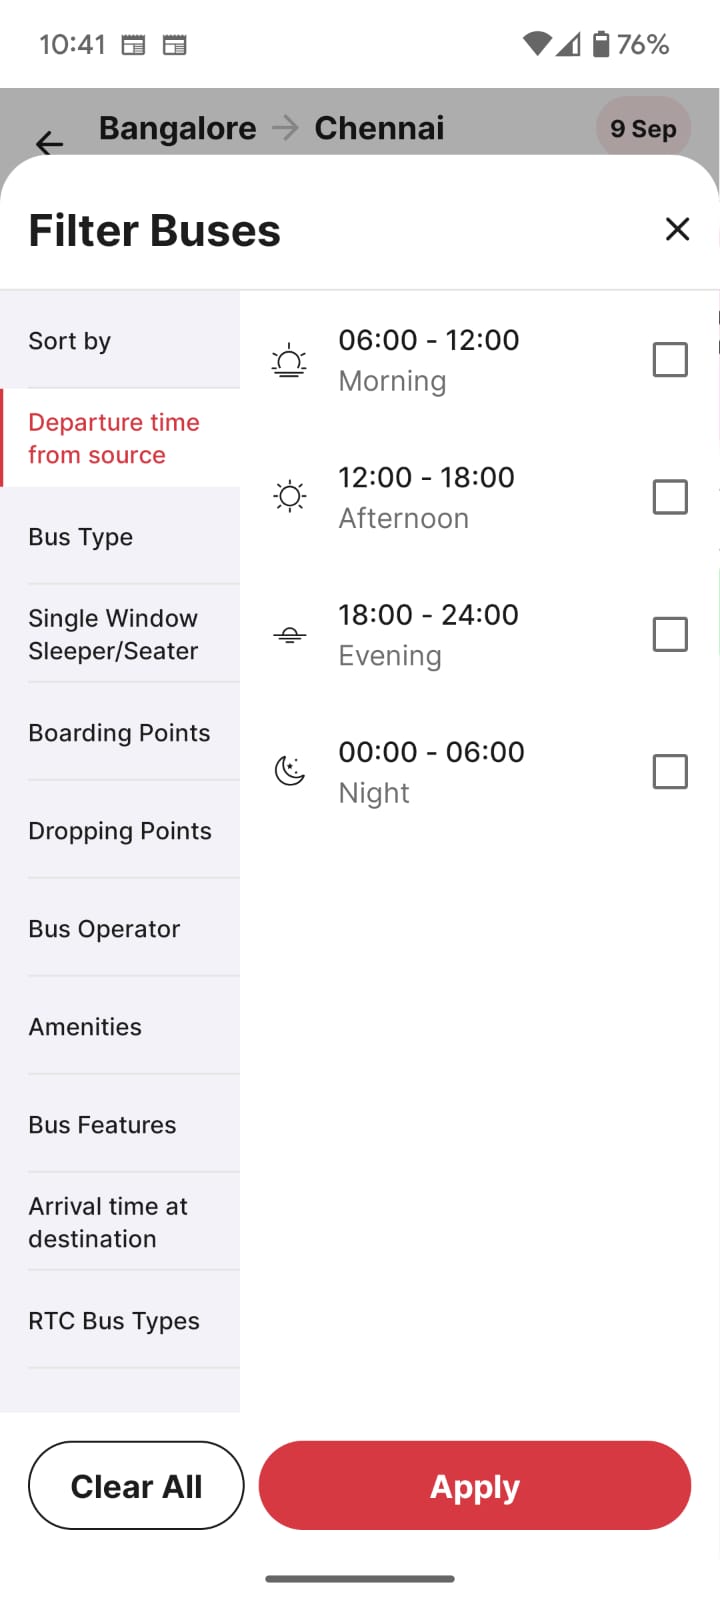 10:41
76%
Bangalore → Chennai
9 Sep
Filter Buses
Sort by
Departure time
from source
Bus Type
Single Window
Sleeper/Seater
Boarding Points
Dropping Points
Bus Operator
Amenities
Bus Features
Arrival time at
destination
RTC Bus Types
06:00 - 12:00
Morning
12:00 - 18:00
Afternoon
18:00 - 24:00
Evening
00:00 - 06:00
Night
Clear All
Apply